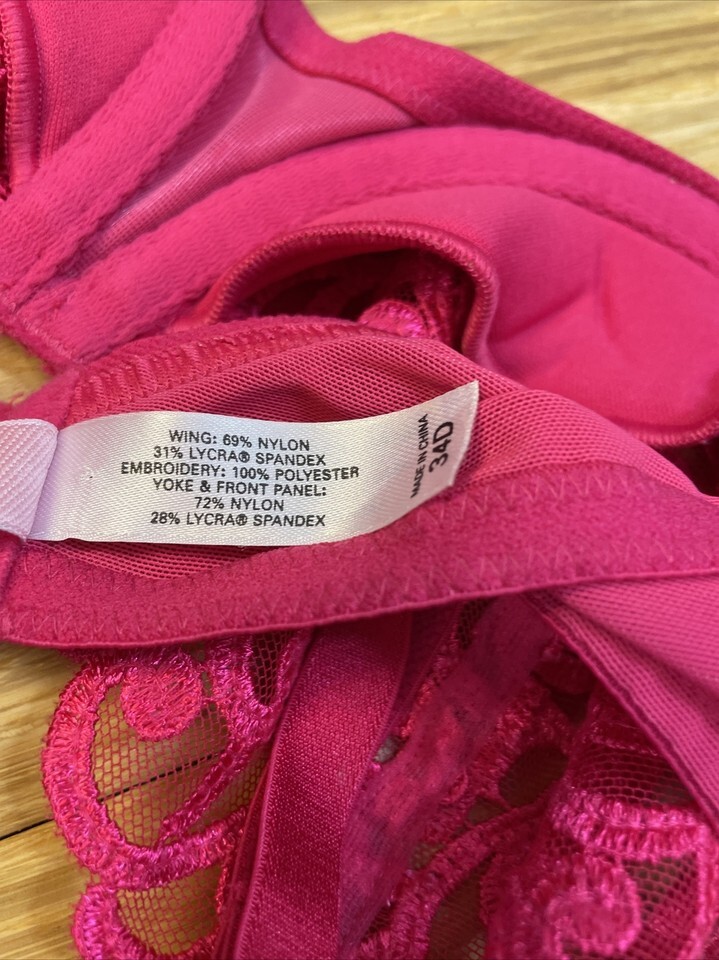 WING: 69% NYLON
31% LYCRA® SPANDEX
EMBROIDERY: 100% POLYESTER
YOKE & FRONT PANEL:
72% NYLON
28% LYCRA® SPANDEX
MADE IN CHINA
34D